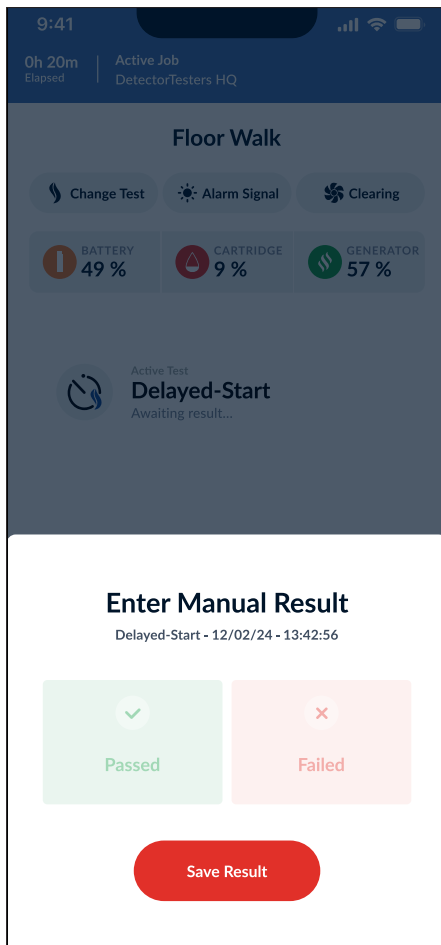 9:41
0h 20m
Elapsed
Active Job
DetectorTesters HQ
Floor Walk
Change Test
Alarm Signal
Clearing
BATTERY
49 %
CARTRIDGE
9 %
GENERATOR
57 %
Active Test
Delayed-Start
Awaiting result...
Enter Manual Result
Delayed-Start - 12/02/24 - 13:42:56
Passed
Failed
Save Result